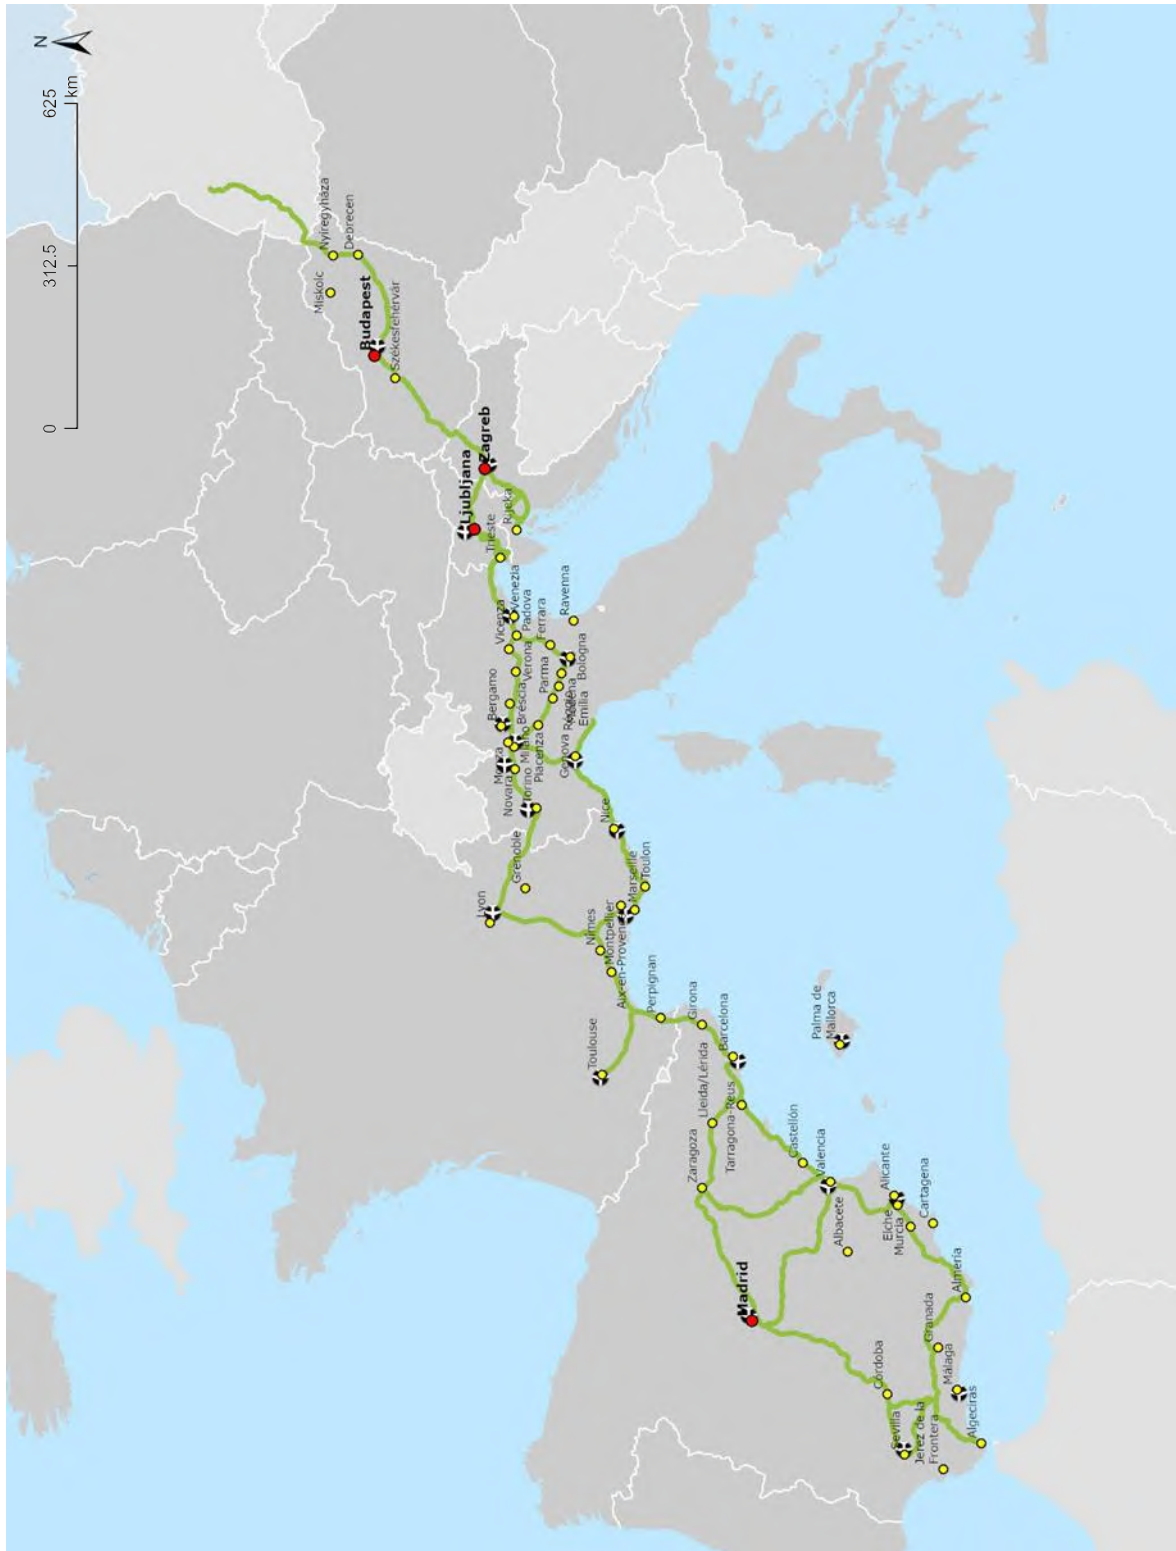 N
0
312.5
625
km
Nyíregyháza
Debrecen
Miskolc
Budapest
Székesfehérvár
Zagreb
Ljubljana
Rijeka
Trieste
Venezia
Padova
Vicenza
Verona
Ferrara
Ravenna
Bologna
Parma
Reggio
Emilia
Bergamo
Brescia
Milano
Piacenza
Novara
Torino
Genova
Nice
Grenoble
Lyon
Toulon
Marseille
Nîmes
Montpellier
Aix-en-Provence
Perpignan
Toulouse
Girona
Barcelona
Lleida/Lérida
Tarragona-Reus
Zaragoza
Palma de
Mallorca
Castellón
Valencia
Albacete
Alicante
Elche
Murcia
Cartagena
Madrid
Almería
Granada
Córdoba
Málaga
Sevilla
Jerez de la
Frontera
Algeciras